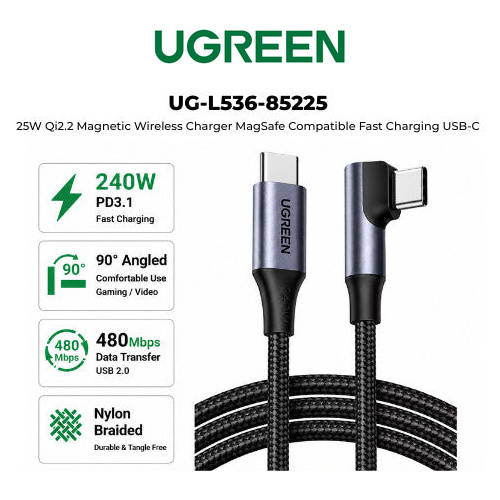 UGREEN
UG-L536-85225
25W Qi2.2 Magnetic Wireless Charger MagSafe Compatible Fast Charging USB-C
240W
PD3.1
Fast Charging
90°
90° Angled
Comfortable Use
Gaming / Video
480
Mbps
480Mbps
Data Transfer
USB 2.0
Nylon
Braided
Durable & Tangle Free
UGREEN